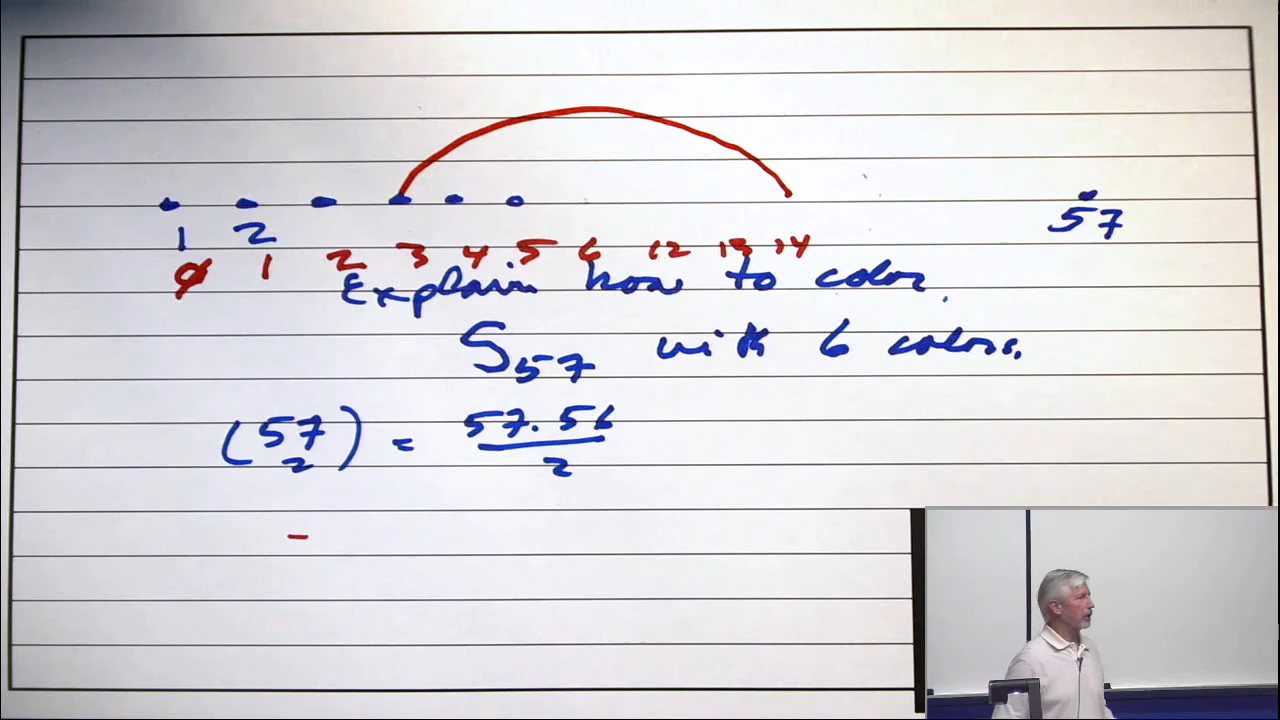 1 2 57
0 1 2 3 4 5 6 12 13 14
Explain how to color
S57 with 6 colors.
(57 2) = 57·56 / 2